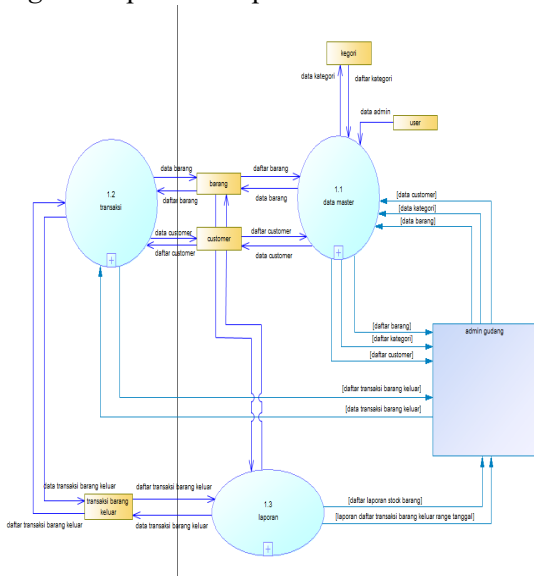 kegori
data kategori
daftar kategori
data admin
user
data barang
daftar barang
barang
daftar barang
data barang
1.2
transaksi
1.1
data master
[data customer]
[data kategori]
[data barang]
data customer
daftar customer
customer
daftar customer
data customer
[daftar barang]
[daftar kategori]
[daftar customer]
admin gudang
[daftar transaksi barang keluar]
[data transaksi barang keluar]
data transaksi barang keluar
daftar transaksi barang keluar
transaksi barang
keluar
daftar transaksi barang keluar
data transaksi barang keluar
1.3
laporan
[daftar laporan stock barang]
[laporan daftar transaksi barang keluar range tanggal]